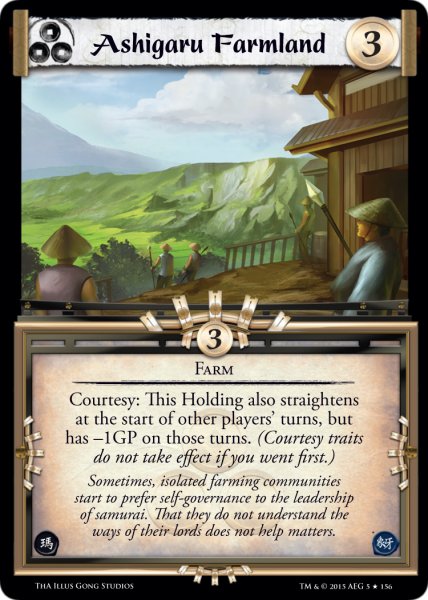 Ashigaru Farmland
3
3
Farm
Courtesy: This Holding also straightens
at the start of other players' turns, but
has –1GP on those turns. (Courtesy traits
do not take effect if you went first.)
Sometimes, isolated farming communities
start to prefer self-governance to the leadership
of samurai. That they do not understand the
ways of their lords does not help matters.
瑪
象牙
ThA Illus Gong Studios
TM & © 2015 AEG 5 ★ 156